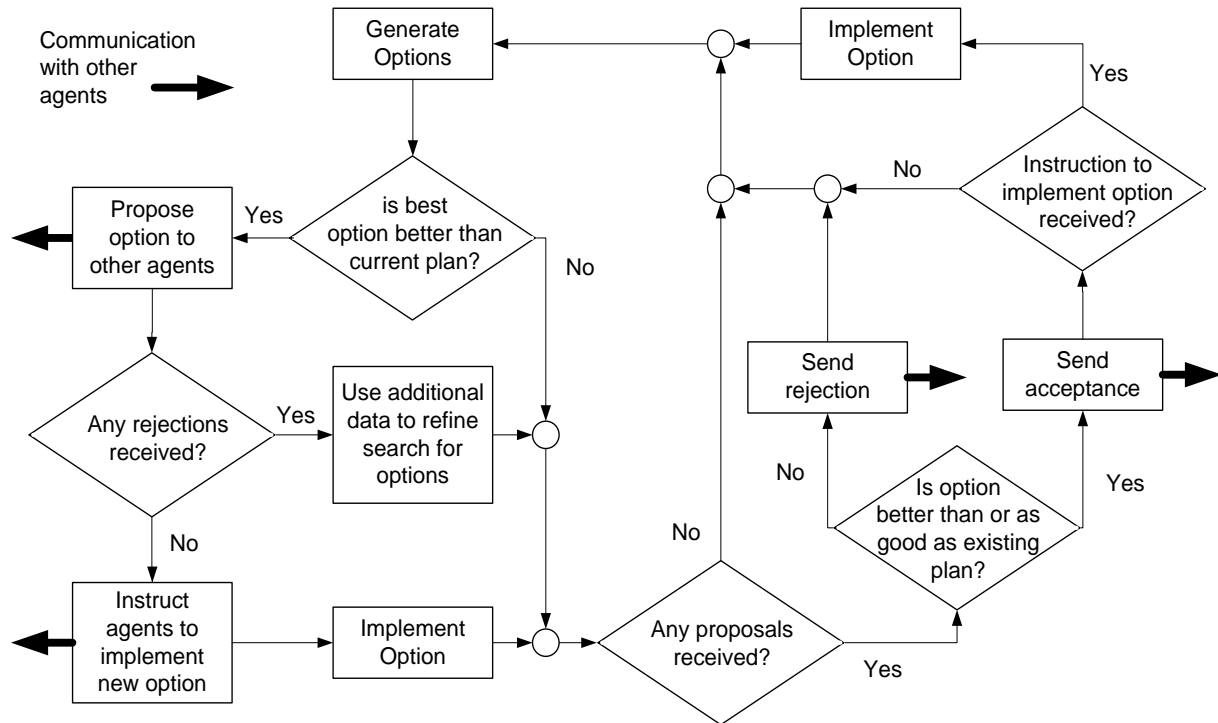 Communication
with other
agents
Generate
Options
Implement
Option
Yes
Instruction to
implement option
received?
No
Propose
option to
other agents
Yes
is best
option better than
current plan?
No
Send
rejection
Send
acceptance
Any rejections
received?
Yes
Use additional
data to refine
search for
options
No
Is option
better than or as
good as existing
plan?
Yes
No
No
Instruct
agents to
implement
new option
Implement
Option
Any proposals
received?
Yes